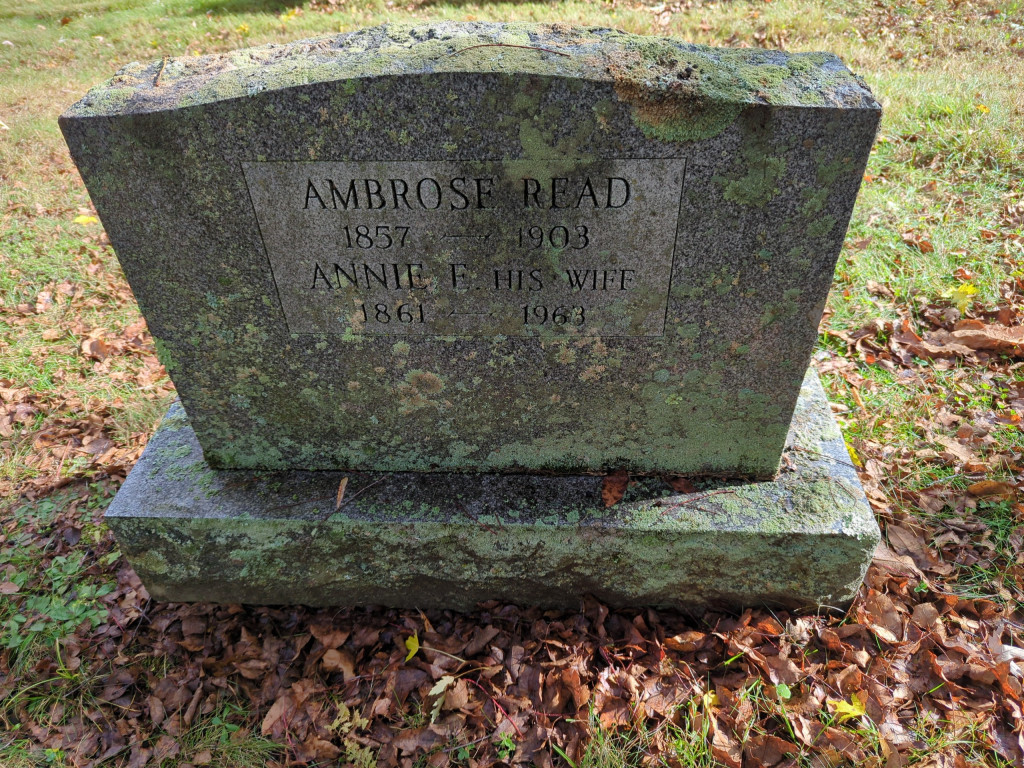 AMBROSE READ
1857 — 1903
ANNIE E. HIS WIFE
1861 — 1963